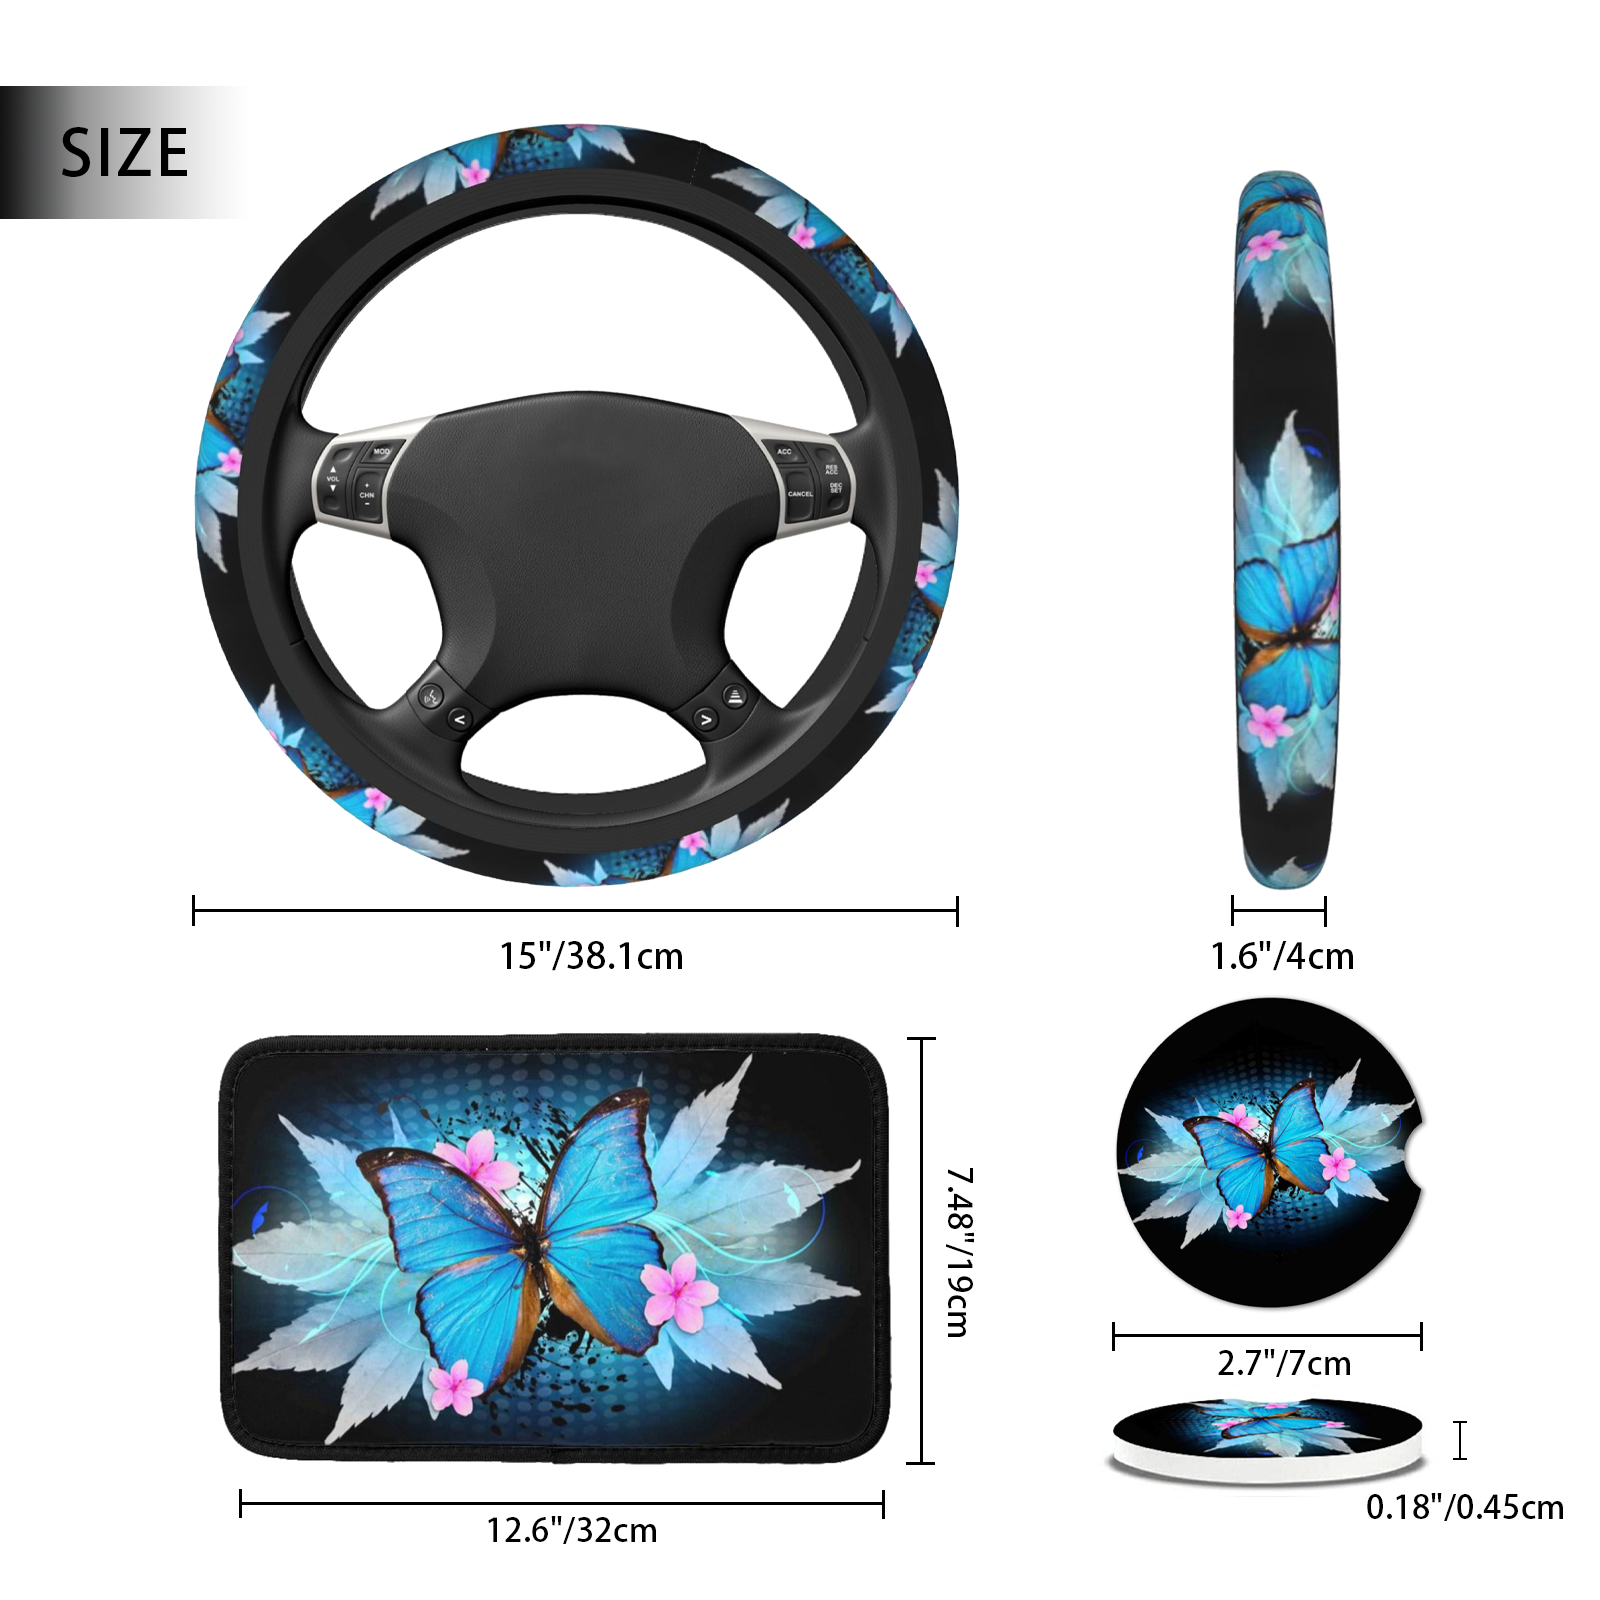 SIZE
MOD
VOL
+
CHN
-
ACC
RES
ACC
CANCEL
DEC
SET
<
>
15"/38.1cm
1.6"/4cm
7.48"/19cm
12.6"/32cm
2.7"/7cm
0.18"/0.45cm